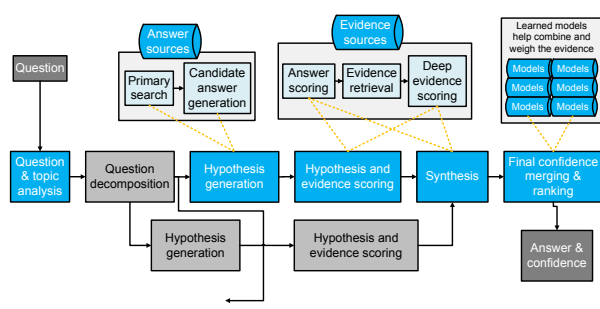 Answer
sources
Evidence
sources
Learned models
help combine and
weigh the evidence
Question
Primary
search
Candidate
answer
generation
Answer
scoring
Evidence
retrieval
Deep
evidence
scoring
Models
Models
Models
Models
Models
Models
Question
& topic
analysis
Question
decomposition
Hypothesis
generation
Hypothesis and
evidence scoring
Synthesis
Final confidence
merging &
ranking
Hypothesis
generation
Hypothesis and
evidence scoring
Answer &
confidence